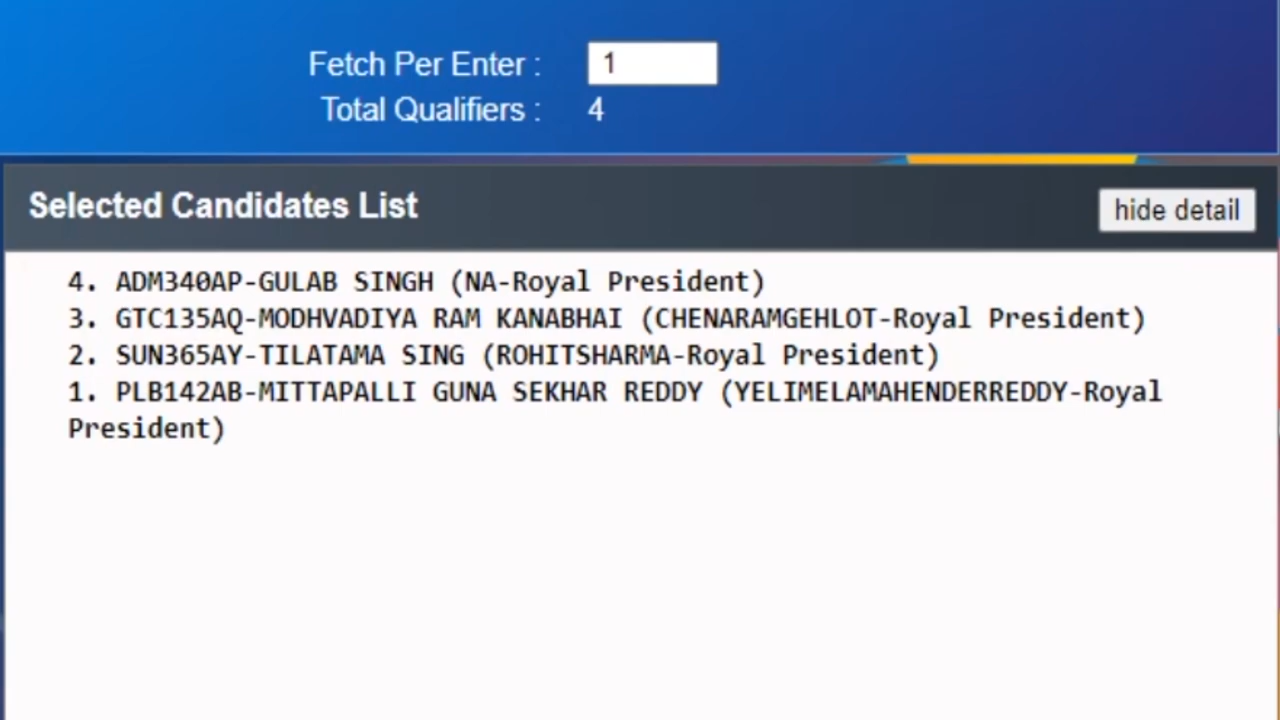 Fetch Per Enter : 1
Total Qualifiers : 4
Selected Candidates List
hide detail
4. ADM340AP-GULAB SINGH (NA-Royal President)
3. GTC135AQ-MODHVADIYA RAM KANABHAI (CHENARAMGEHLOT-Royal President)
2. SUN365AY-TILATAMA SING (ROHITSHARMA-Royal President)
1. PLB142AB-MITTAPALLI GUNA SEKHAR REDDY (YELIMELAMAHENDERREDDY-Royal
President)